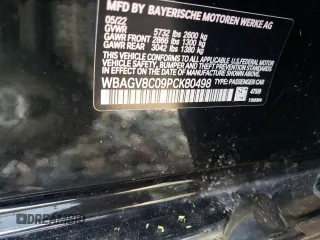 MFD BY BAYERISCHE MOTOREN WERKE AG
05/22
GVWR 5732 lbs 2600 kg
GAWR FRONT 2866 lbs 1300 kg
GAWR REAR 3042 lbs 1380 kg
THIS VEHICLE CONFORMS TO ALL APPLICABLE U.S. FEDERAL MOTOR
VEHICLE SAFETY, BUMPER, AND THEFT PREVENTION STANDARDS IN
EFFECT ON THE DATE OF MANUFACTURE SHOWN ABOVE.
WBAGV8C09PCK80498 TYPE: PASSENGER CAR
DREAMRIDE